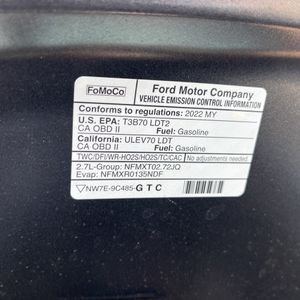 FoMoCo
Ford Motor Company
VEHICLE EMISSION CONTROL INFORMATION
Conforms to regulations: 2022 MY
U.S. EPA: T3B70 LDT2
CA OBD II Fuel: Gasoline
California: ULEV70 LDT
CA OBD II Fuel: Gasoline
TWC/DFI/WR-HO2S/HO2S/TC/CAC No adjustments needed.
2.7L-Group: NFMXT02.72JQ
Evap: NFMXR0135NDF
NW7E-9C485-GTC